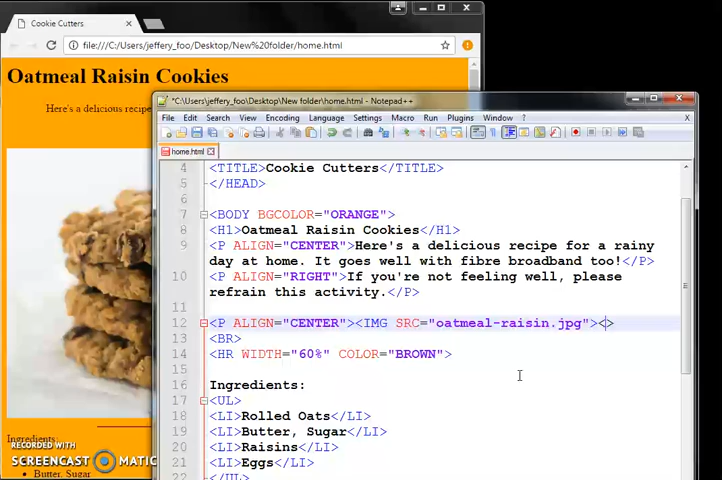 Cookie Cutters
file:///C:/Users/jeffery_foo/Desktop/New%20folder/home.html
Oatmeal Raisin Cookies
Here's a delicious recipe
Ingredients
Butter, Sugar
RECORDED WITH
SCREENCAST MATIC
*C:\Users\jeffery_foo\Desktop\New folder\home.html - Notepad++
File Edit Search View Encoding Language Settings Macro Run Plugins Window ?
X
home.html
4 <TITLE>Cookie Cutters</TITLE>
5 </HEAD>
6
7 <BODY BGCOLOR="ORANGE">
8 <H1>Oatmeal Raisin Cookies</H1>
9 <P ALIGN="CENTER">Here's a delicious recipe for a rainy
day at home. It goes well with fibre broadband too!</P>
10 <P ALIGN="RIGHT">If you're not feeling well, please
refrain this activity.</P>
11
12 <P ALIGN="CENTER"><IMG SRC="oatmeal-raisin.jpg"><>
13 <BR>
14 <HR WIDTH="60%" COLOR="BROWN">
15
16 Ingredients:
17 <UL>
18 <LI>Rolled Oats</LI>
19 <LI>Butter, Sugar</LI>
20 <LI>Raisins</LI>
21 <LI>Eggs</LI>
22 </UL>